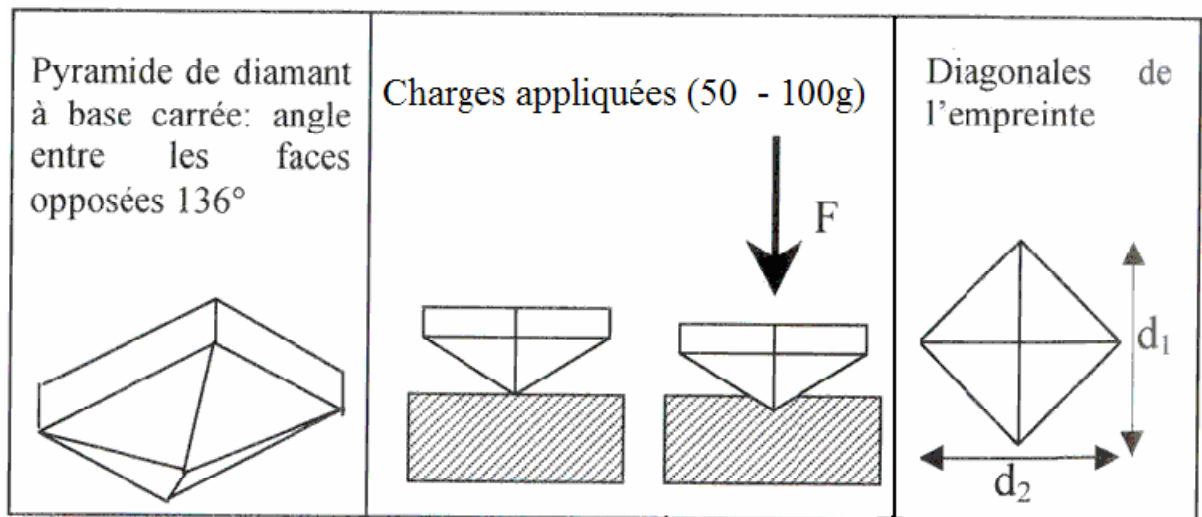 Pyramide de diamant
à base carrée: angle
entre les faces
opposées 136°
Charges appliquées (50 - 100g)
F
Diagonales de
l'empreinte
d₁
d₂